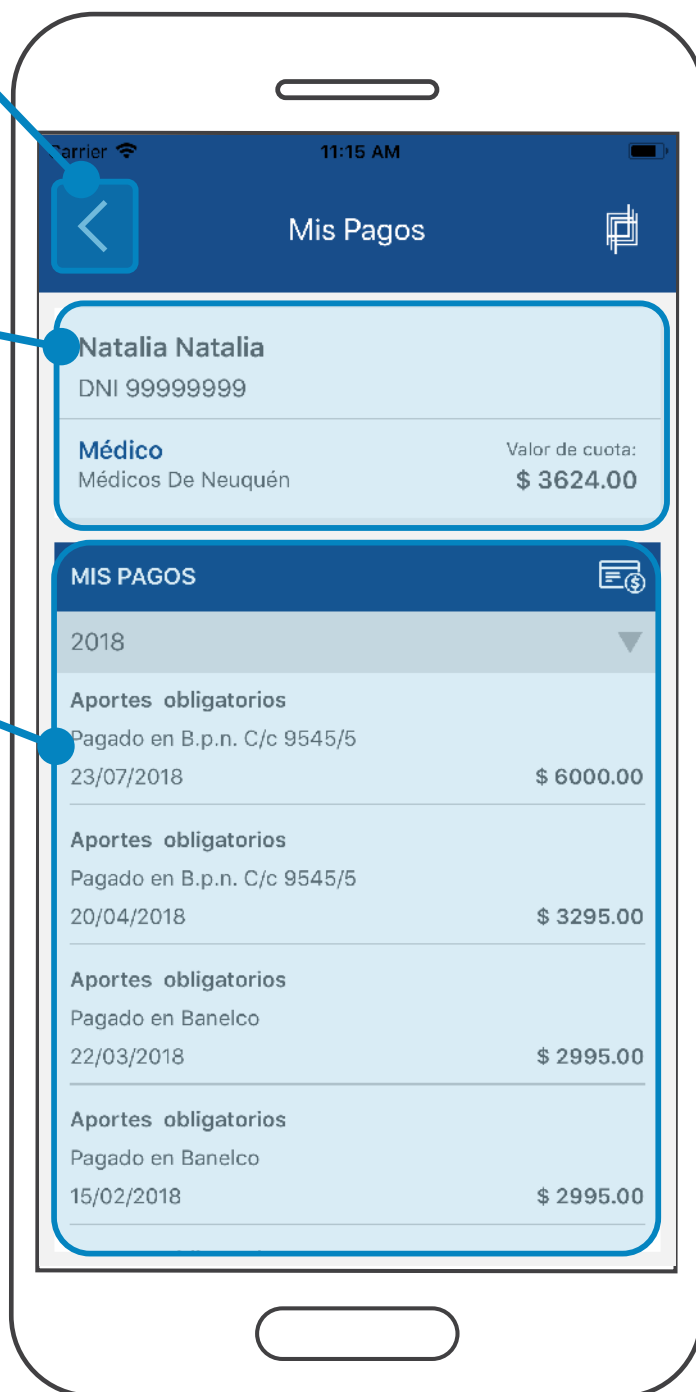 Carrier 11:15 AM
Mis Pagos
Natalia Natalia
DNI 99999999
Médico Valor de cuota:
Médicos De Neuquén $ 3624.00
MIS PAGOS
2018
Aportes obligatorios
Pagado en B.p.n. C/c 9545/5
23/07/2018 $ 6000.00
Aportes obligatorios
Pagado en B.p.n. C/c 9545/5
20/04/2018 $ 3295.00
Aportes obligatorios
Pagado en Banelco
22/03/2018 $ 2995.00
Aportes obligatorios
Pagado en Banelco
15/02/2018 $ 2995.00